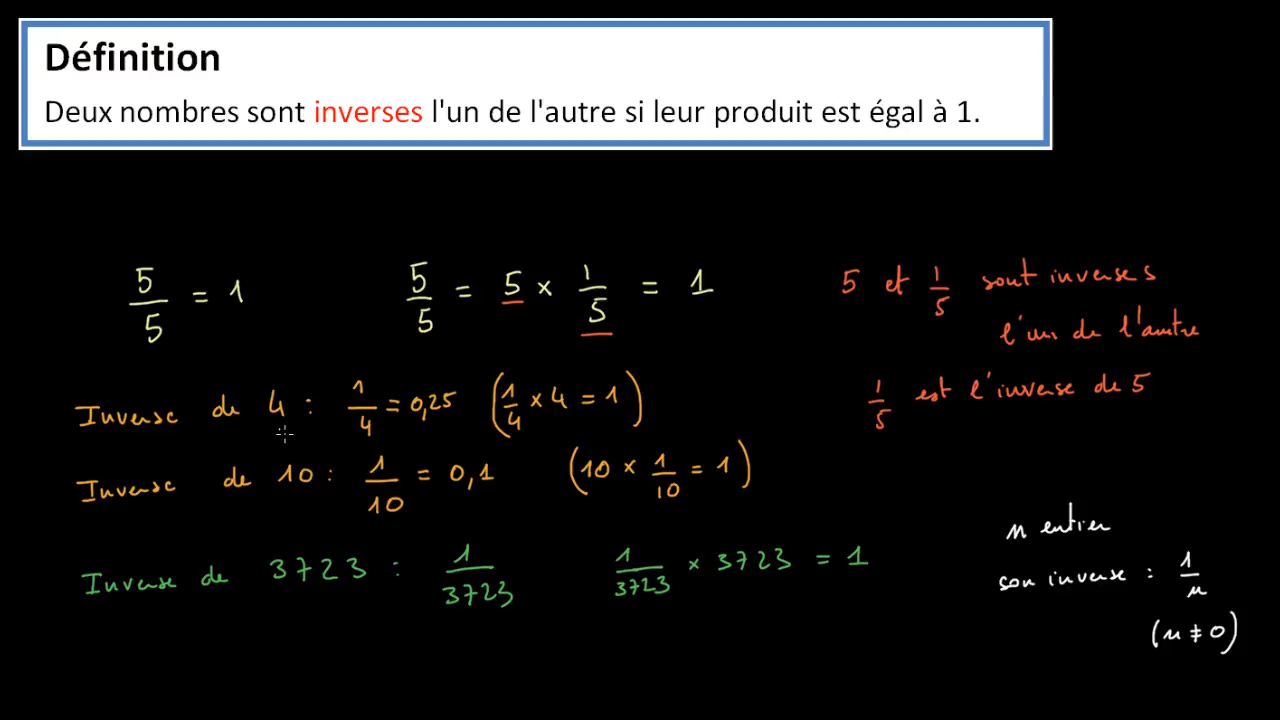 Définition
Deux nombres sont inverses l'un de l'autre si leur produit est égal à 1.
5/5 = 1
5/5 = 5 × 1/5 = 1
5 et 1/5 sont inverses
l'un de l'autre
1/5 est l'inverse de 5
Inverse de 4 : 1/4 = 0,25 (1/4 × 4 = 1)
Inverse de 10 : 1/10 = 0,1 (10 × 1/10 = 1)
Inverse de 3723 : 1/3723 1/3723 × 3723 = 1
n entier
son inverse : 1/n
(n ≠ 0)